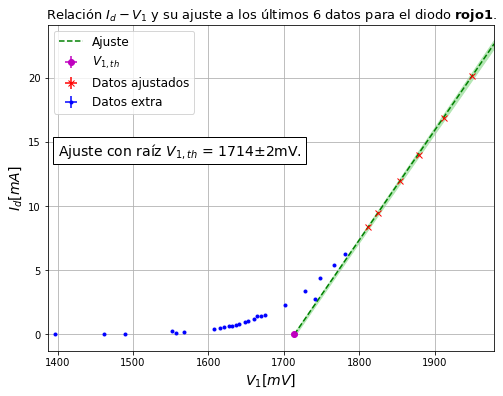 Relación I_d − V_1 y su ajuste a los últimos 6 datos para el diodo rojo1.
Ajuste
V_{1,th}
Datos ajustados
Datos extra
Ajuste con raíz V_{1,th} = 1714±2mV.
I_d[mA]
20
15
10
5
0
1400 1500 1600 1700 1800 1900
V_1[mV]